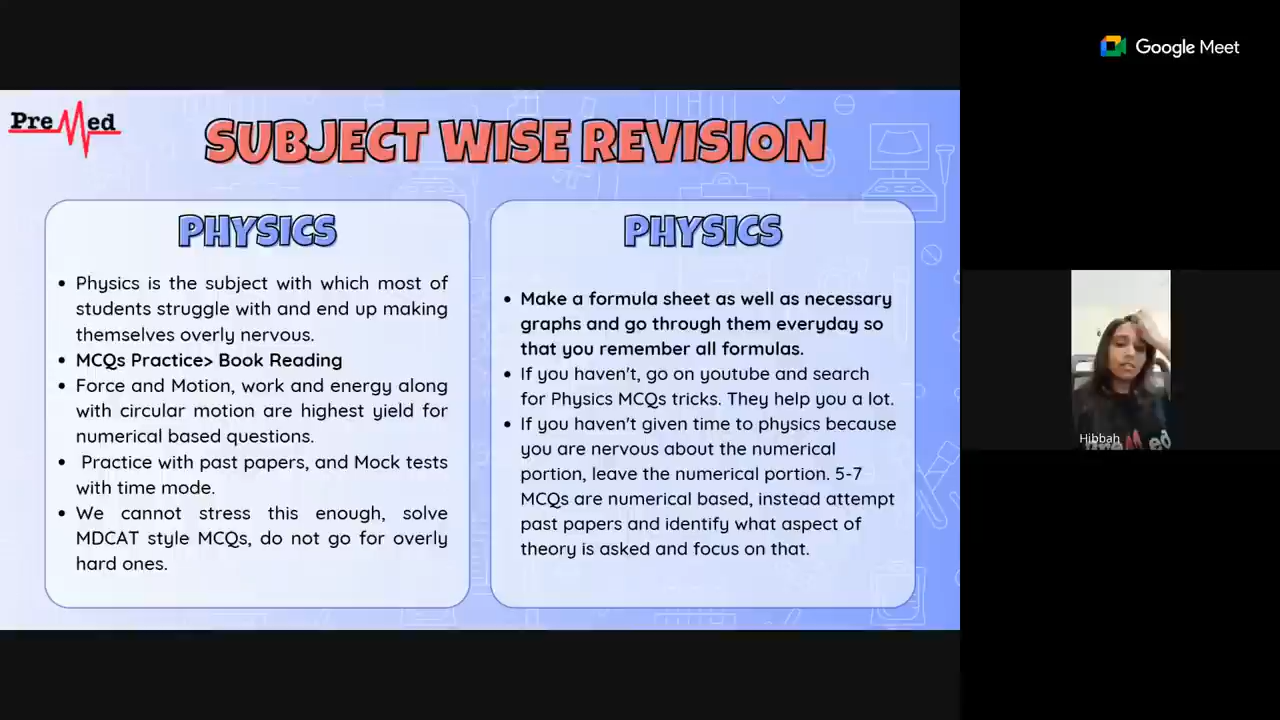 Google Meet
PreMed
SUBJECT WISE REVISION
PHYSICS
• Physics is the subject with which most of
students struggle with and end up making
themselves overly nervous.
• MCQs Practice> Book Reading
• Force and Motion, work and energy along
with circular motion are highest yield for
numerical based questions.
• Practice with past papers, and Mock tests
with time mode.
• We cannot stress this enough, solve
MDCAT style MCQs, do not go for overly
hard ones.
PHYSICS
• Make a formula sheet as well as necessary
graphs and go through them everyday so
that you remember all formulas.
• If you haven't, go on youtube and search
for Physics MCQs tricks. They help you a lot.
• If you haven't given time to physics because
you are nervous about the numerical
portion, leave the numerical portion. 5-7
MCQs are numerical based, instead attempt
past papers and identify what aspect of
theory is asked and focus on that.
Hibbah